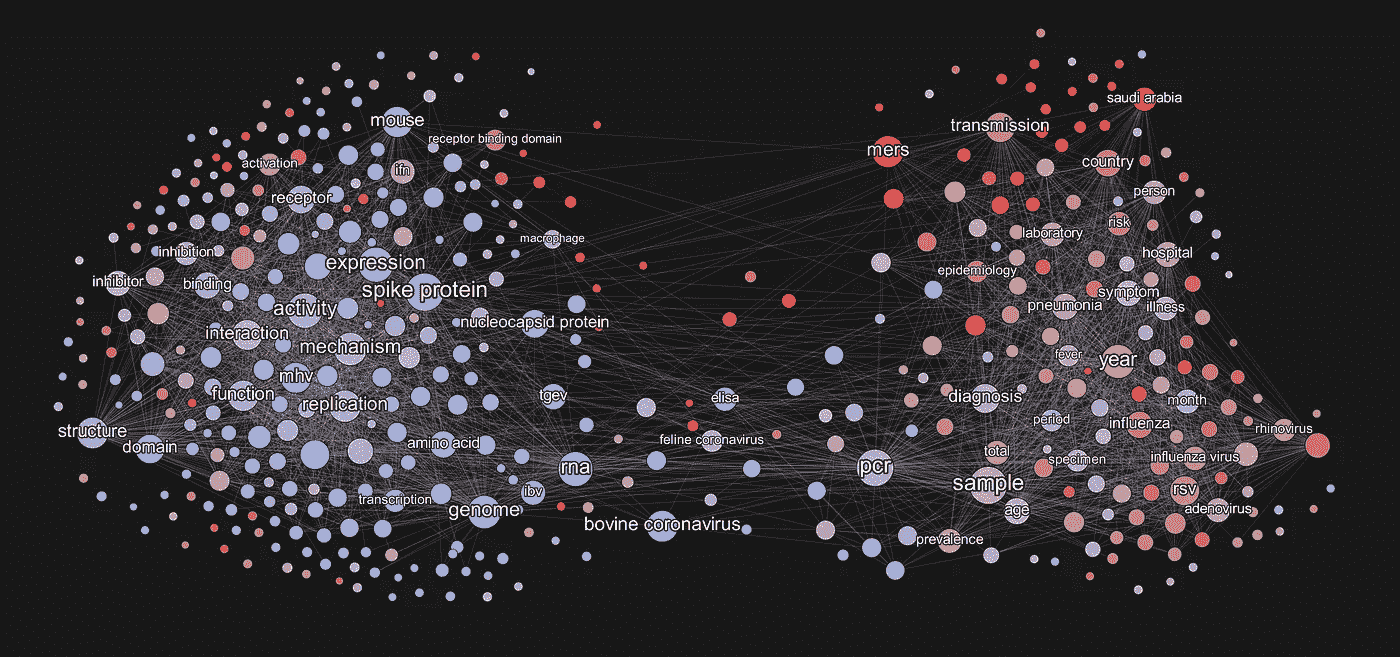 saudi arabia
mouse
transmission
receptor binding domain
mers
activation
ifn
country
receptor
person
risk
laboratory
macrophage
inhibition
hospital
expression
epidemiology
inhibitor
binding
spike protein
symptom
activity
pneumonia
illness
nucleocapsid protein
interaction
mechanism
fever
year
mhv
function
tgev
elisa
diagnosis
month
replication
period
influenza
structure
rhinovirus
domain
amino acid
feline coronavirus
total
influenza virus
specimen
rna
pcr
sample
ibv
rsv
transcription
genome
age
adenovirus
bovine coronavirus
prevalence